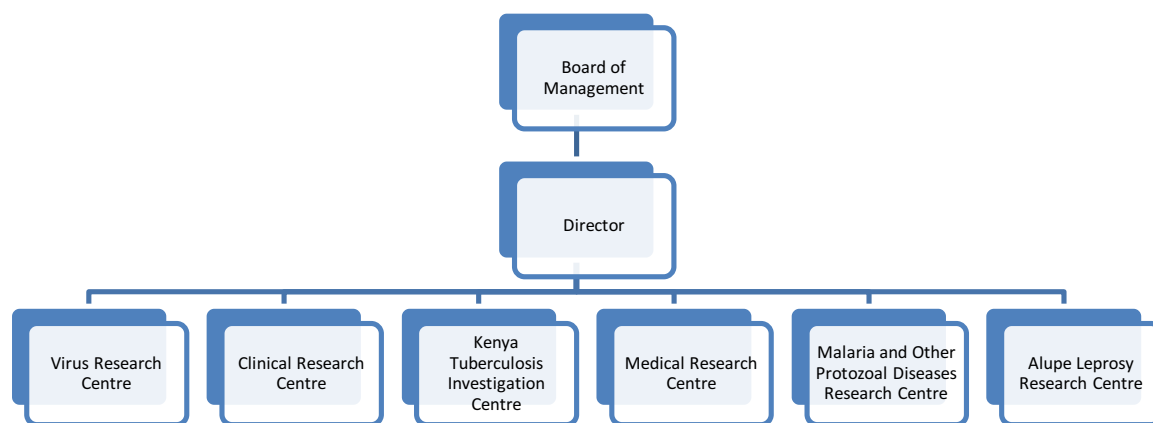 Board of
Management
Director
Virus Research
Centre
Clinical Research
Centre
Kenya
Tuberculosis
Investigation
Centre
Medical Research
Centre
Malaria and Other
Protozoal Diseases
Research Centre
Alupe Leprosy
Research Centre